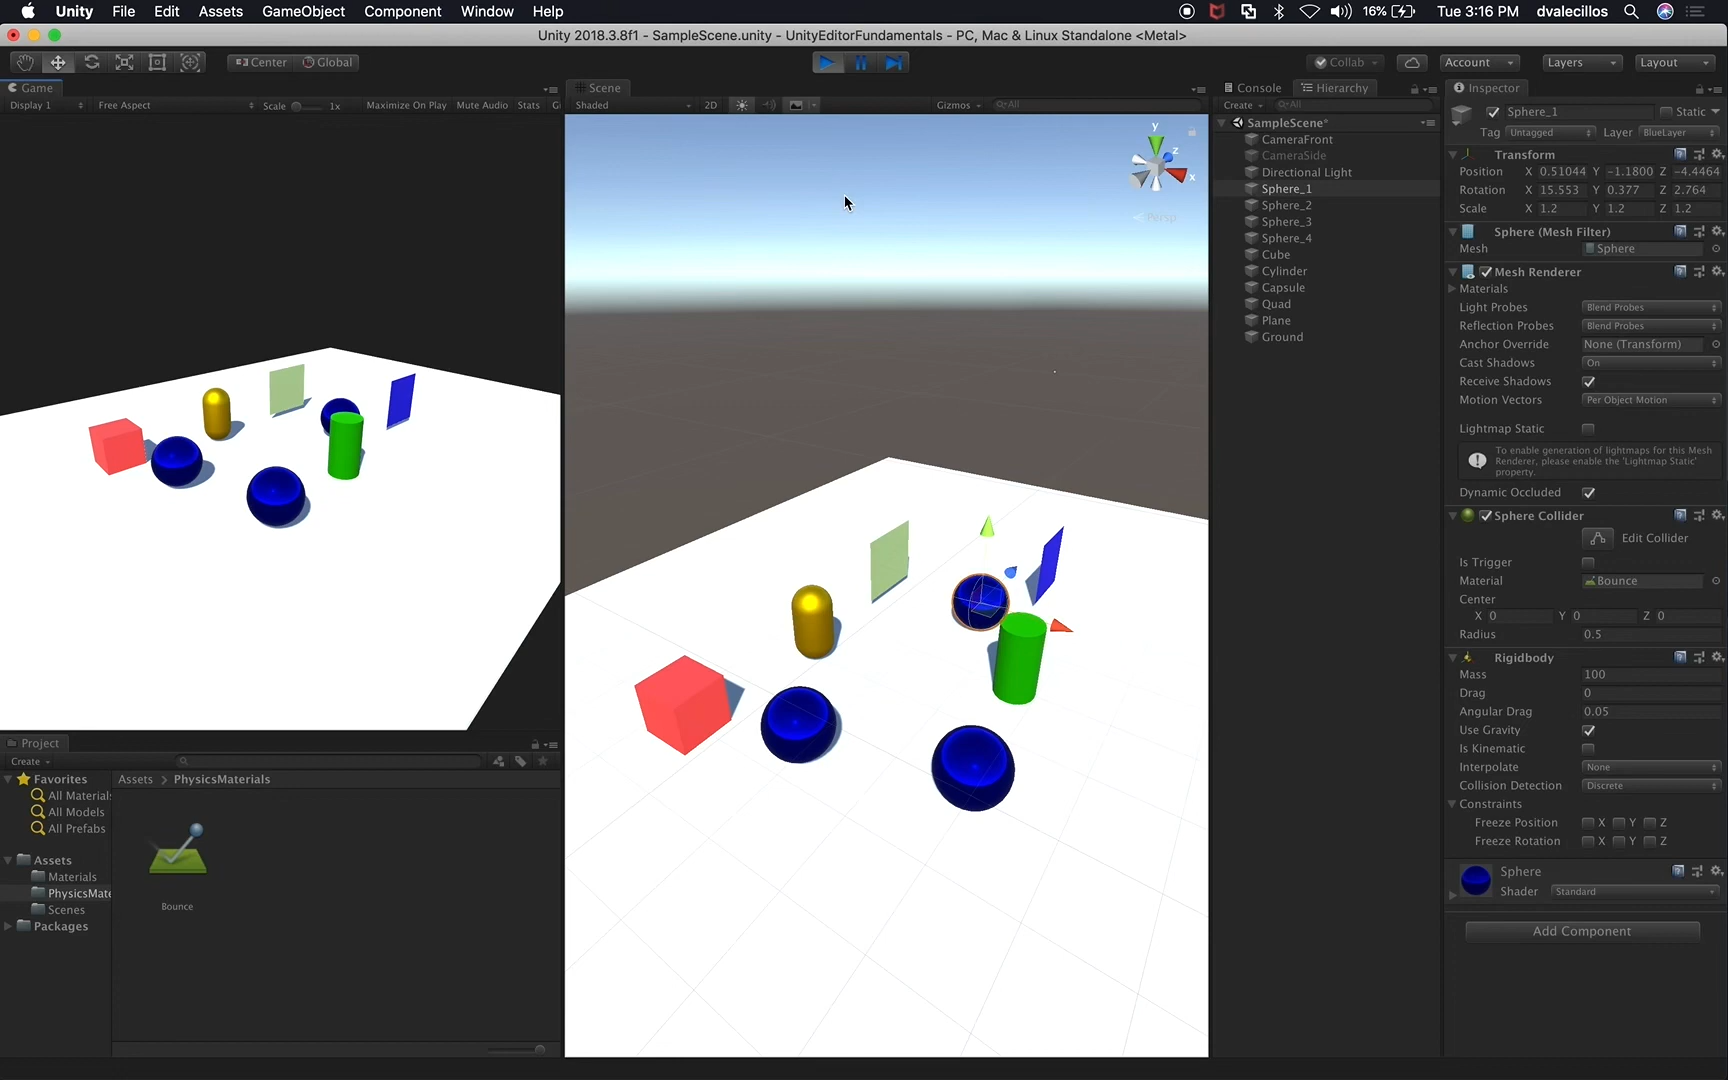 Unity File Edit Assets GameObject Component Window Help 16% Tue 3:16 PM dvalecillos
Unity 2018.3.8f1 - SampleScene.unity - UnityEditorFundamentals - PC, Mac & Linux Standalone <Metal>
Center Global Collab Account Layers Layout
Game
Display 1 Free Aspect Scale 1x Maximize On Play Mute Audio Stats Gi
Scene
Shaded 2D Gizmos All
y
z
x
Persp
Console Hierarchy
Create All
SampleScene*
CameraFront
CameraSide
Directional Light
Sphere_1
Sphere_2
Sphere_3
Sphere_4
Cube
Cylinder
Capsule
Quad
Plane
Ground
Inspector
Sphere_1 Static
Tag Untagged Layer BlueLayer
Transform
Position X 0.51044 Y -1.1800 Z -4.4464
Rotation X 15.553 Y 0.377 Z 2.764
Scale X 1.2 Y 1.2 Z 1.2
Sphere (Mesh Filter)
Mesh Sphere
Mesh Renderer
Materials
Light Probes Blend Probes
Reflection Probes Blend Probes
Anchor Override None (Transform)
Cast Shadows On
Receive Shadows
Motion Vectors Per Object Motion
Lightmap Static
To enable generation of lightmaps for this Mesh
Renderer, please enable the 'Lightmap Static'
property.
Dynamic Occluded
Sphere Collider
Edit Collider
Is Trigger
Material Bounce
Center
X 0 Y 0 Z 0
Radius 0.5
Rigidbody
Mass 100
Drag 0
Angular Drag 0.05
Use Gravity
Is Kinematic
Interpolate None
Collision Detection Discrete
Constraints
Freeze Position X Y Z
Freeze Rotation X Y Z
Sphere
Shader Standard
Add Component
Project
Create
Favorites
All Materials
All Models
All Prefabs
Assets
Materials
PhysicsMate
Scenes
Packages
Assets > PhysicsMaterials
Bounce